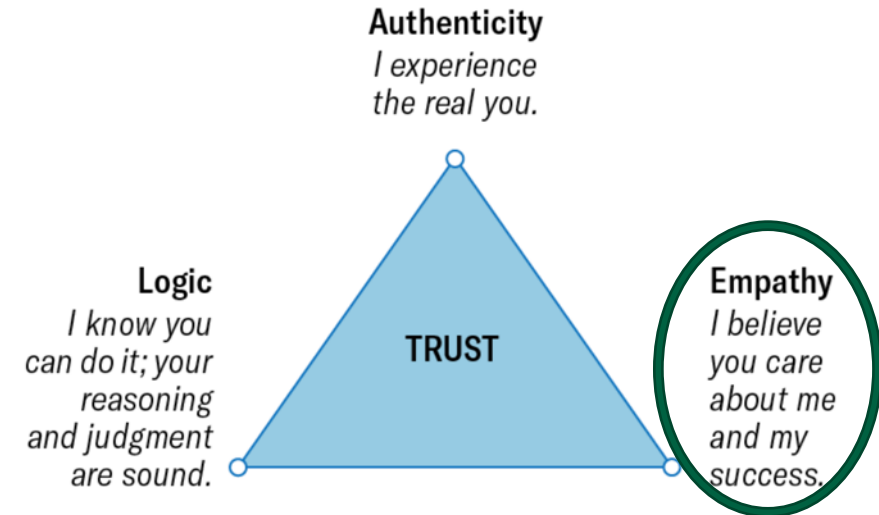 Authenticity
I experience
the real you.
Logic
I know you
can do it; your
reasoning
and judgment
are sound.
TRUST
Empathy
I believe
you care
about me
and my
success.